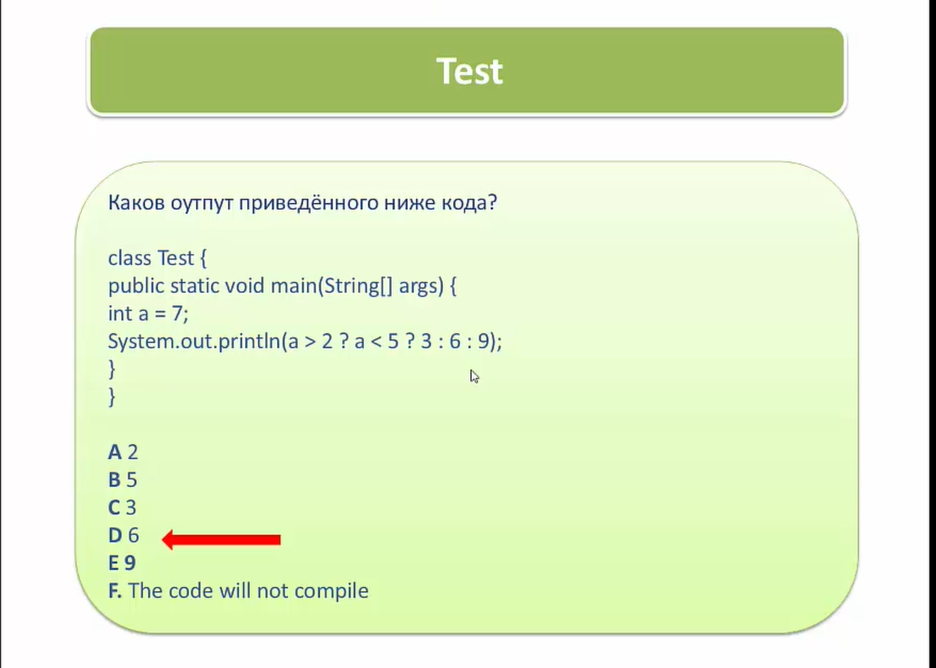 Test
Каков оутпут приведённого ниже кода?
class Test {
public static void main(String[] args) {
int a = 7;
System.out.println(a > 2 ? a < 5 ? 3 : 6 : 9);
}
}
A 2
B 5
C 3
D 6
E 9
F. The code will not compile